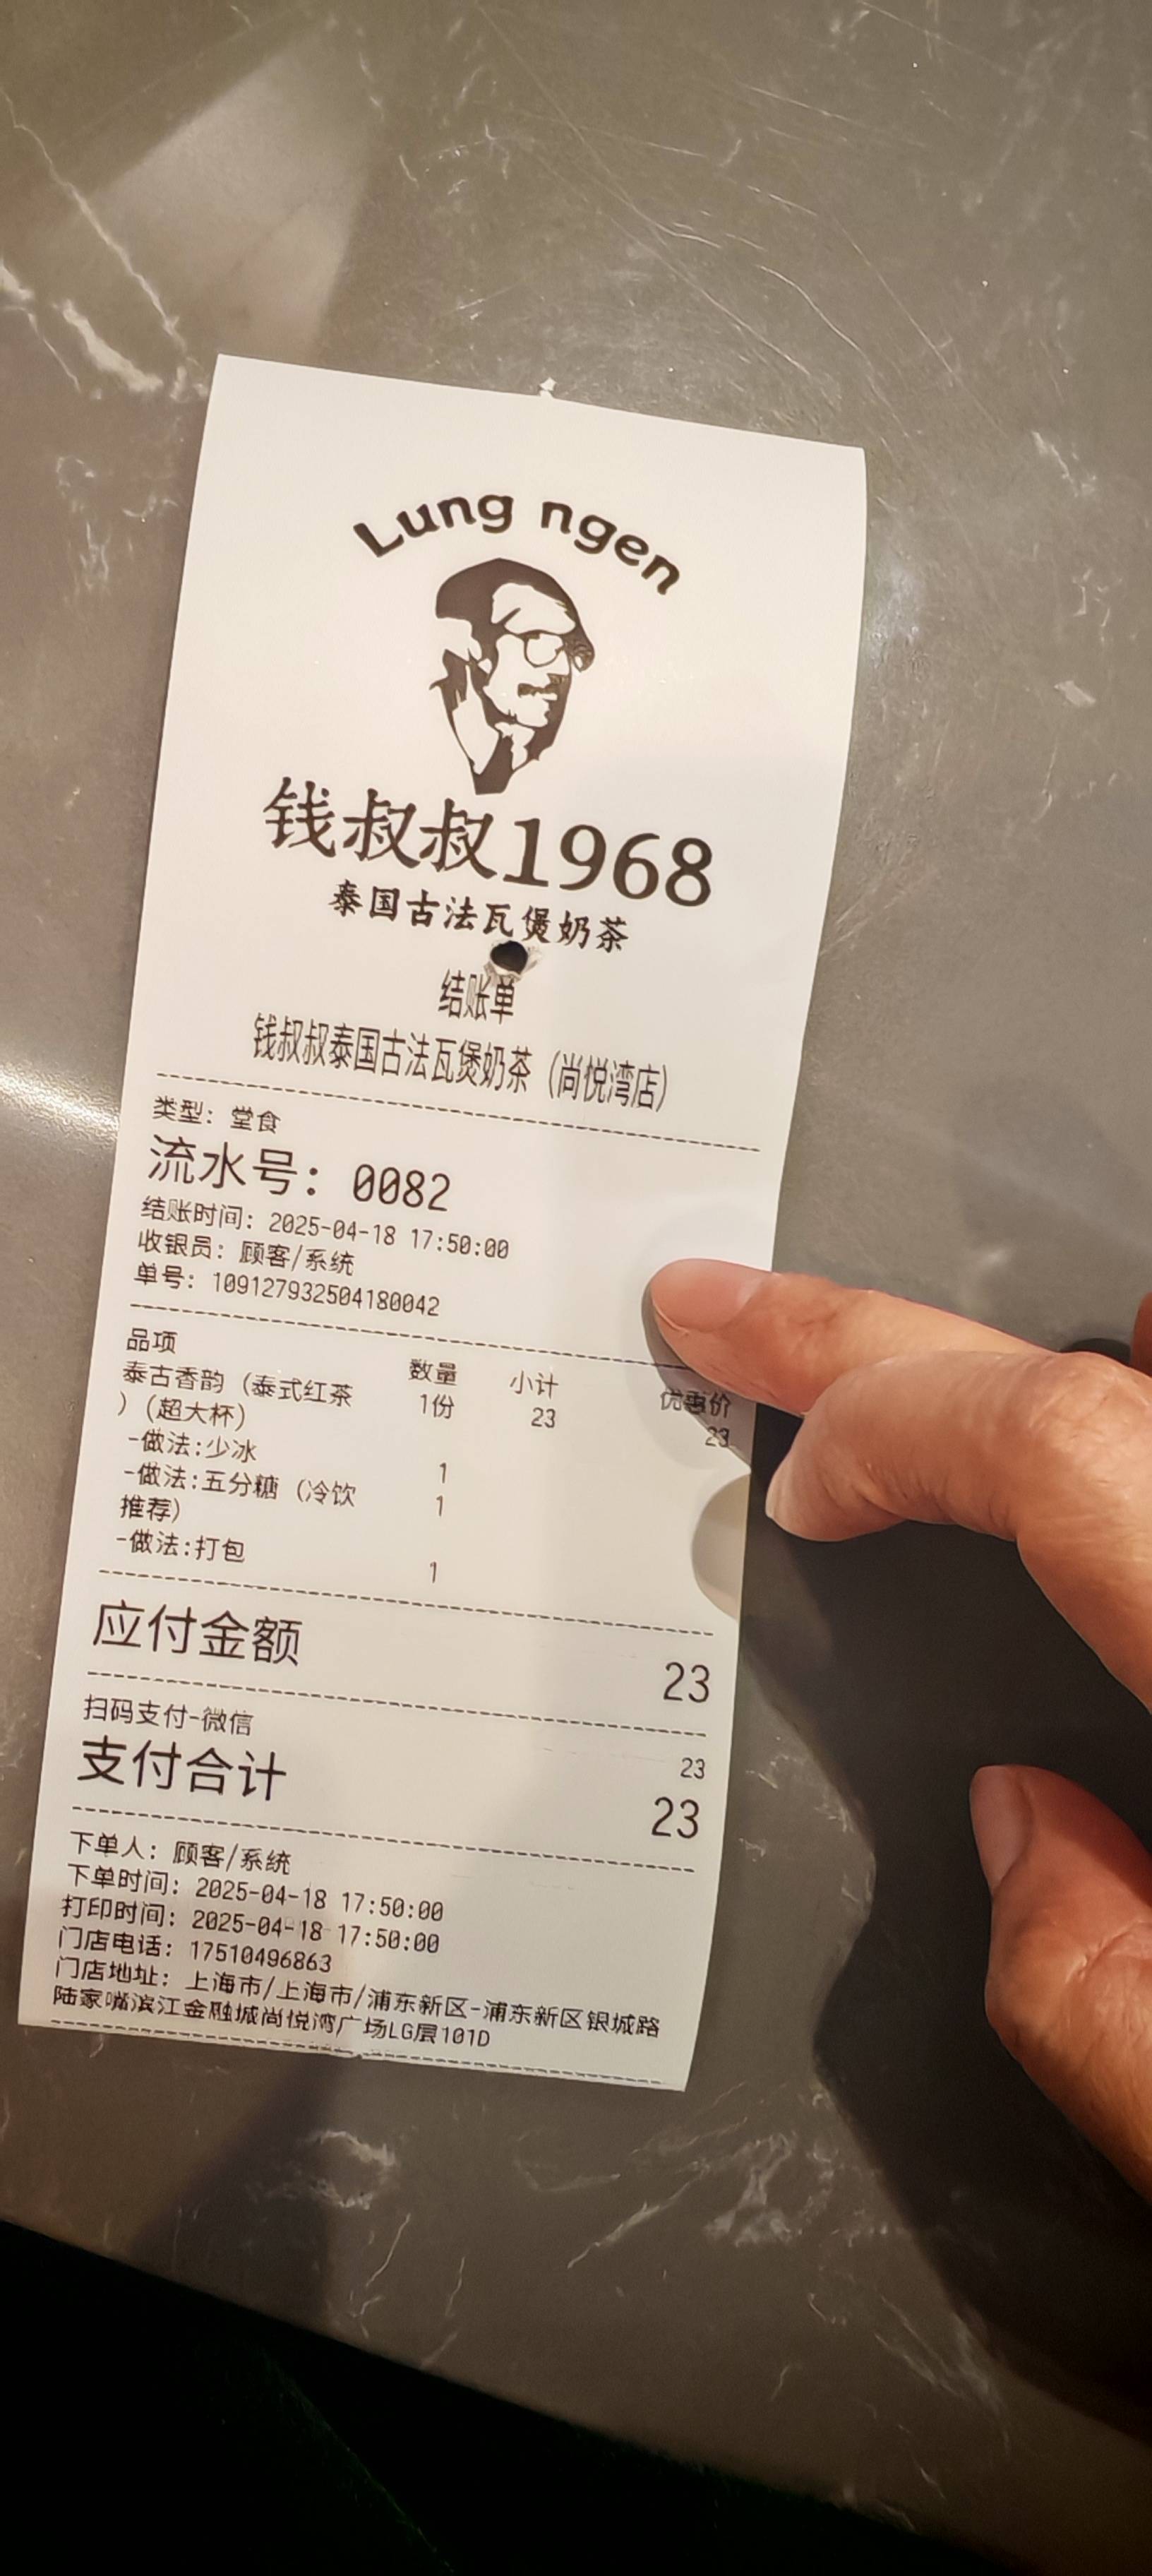 Lung ngen
钱叔叔1968
泰国古法瓦煲奶茶
结账单
钱叔叔泰国古法瓦煲奶茶（尚悦湾店）
类型：堂食
流水号：0082
结账时间：2025-04-18 17:50:00
收银员：顾客/系统
单号：109127932504180042
品项 数量 小计 优惠价
泰古香韵（泰式红茶 1份 23 23
）（超大杯）
-做法:少冰 1
-做法:五分糖（冷饮 1
推荐）
-做法:打包 1
应付金额 23
扫码支付-微信 23
支付合计 23
下单人：顾客/系统
下单时间：2025-04-18 17:50:00
打印时间：2025-04-18 17:50:00
门店电话：17510496863
门店地址：上海市/上海市/浦东新区-浦东新区银城路
陆家嘴滨江金融城尚悦湾广场LG层101D